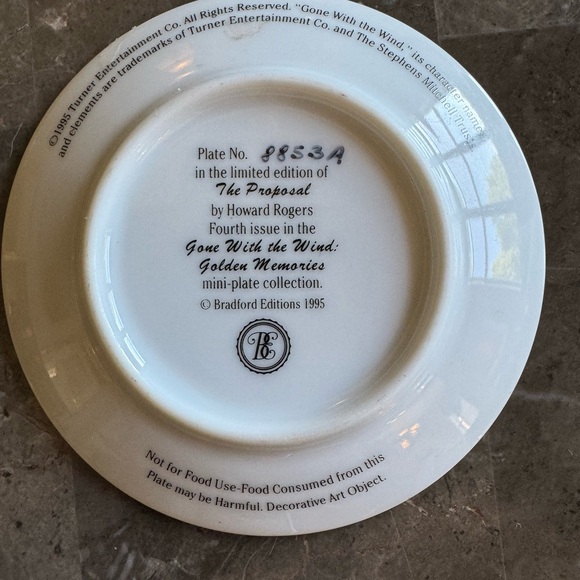 ©1995 Turner Entertainment Co. All Rights Reserved. "Gone With the Wind," its character names
and elements are trademarks of Turner Entertainment Co. and The Stephens Mitchell Trust.
Plate No. 8853A
in the limited edition of
The Proposal
by Howard Rogers
Fourth issue in the
Gone With the Wind:
Golden Memories
mini-plate collection.
© Bradford Editions 1995
BE
Not for Food Use-Food Consumed from this
Plate may be Harmful. Decorative Art Object.